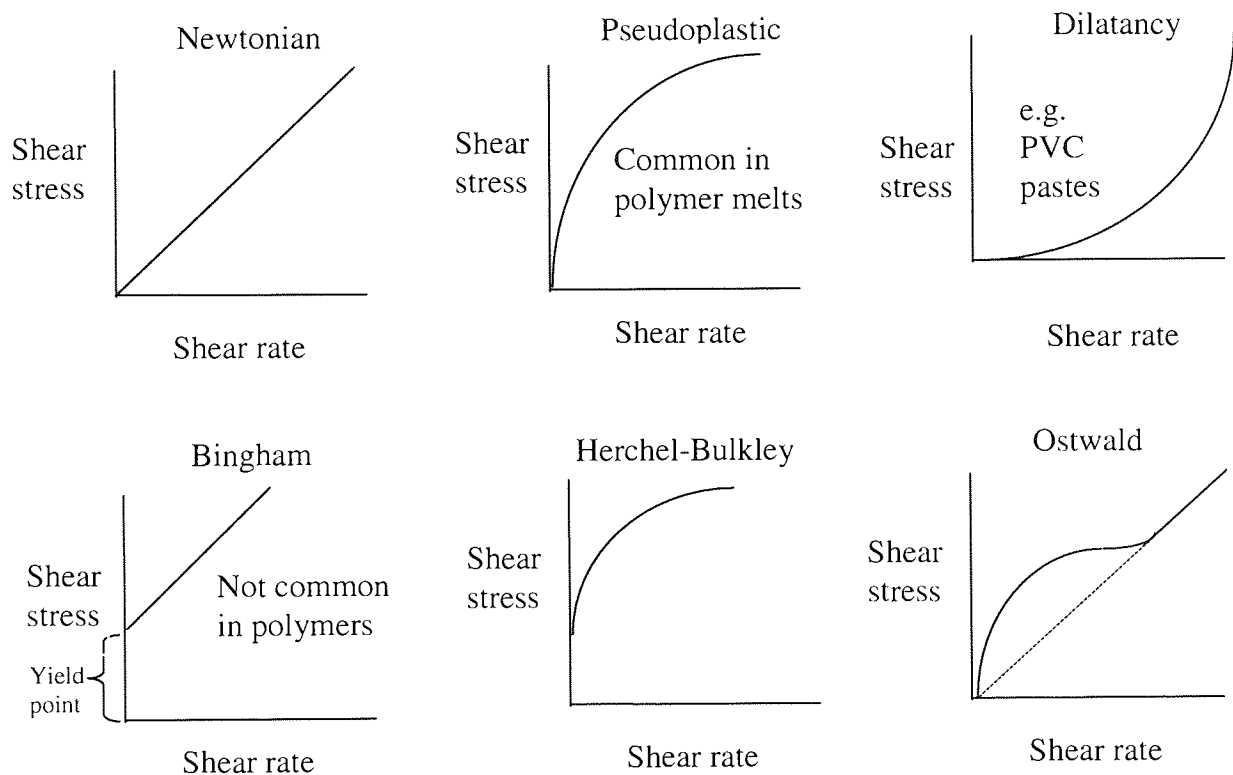 Newtonian
Shear
stress
Shear rate
Pseudoplastic
Shear
stress
Common in
polymer melts
Shear rate
Dilatancy
Shear
stress
e.g.
PVC
pastes
Shear rate
Bingham
Shear
stress
Not common
in polymers
Yield
point
Shear rate
Herchel-Bulkley
Shear
stress
Shear rate
Ostwald
Shear
stress
Shear rate